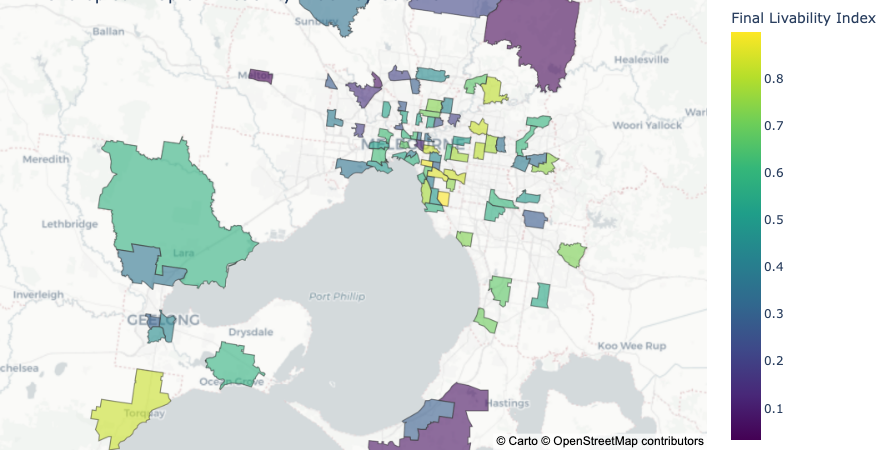 Final Livability Index
Sunbury
Ballan
Healesville
Melton
0.8
Woori Yallock
0.7
MELBOURNE
Meredith
0.6
Lethbridge
0.5
Lara
0.4
Inverleigh
Port Phillip
0.3
GEELONG
Drysdale
Koo Wee Rup
0.2
Ocean Grove
Hastings
Torquay
0.1
© Carto © OpenStreetMap contributors